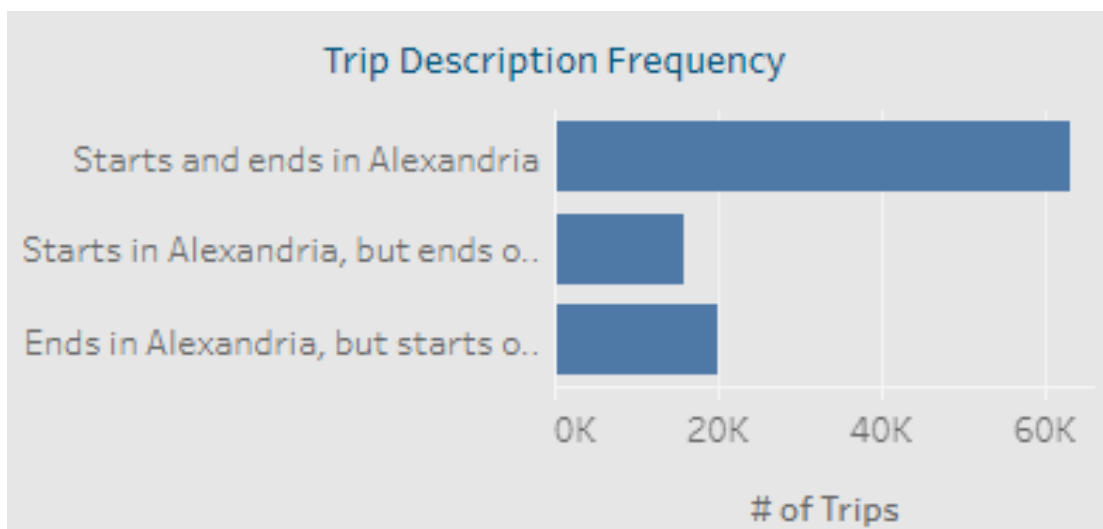 Trip Description Frequency
Starts and ends in Alexandria
Starts in Alexandria, but ends o..
Ends in Alexandria, but starts o..
0K 20K 40K 60K
# of Trips